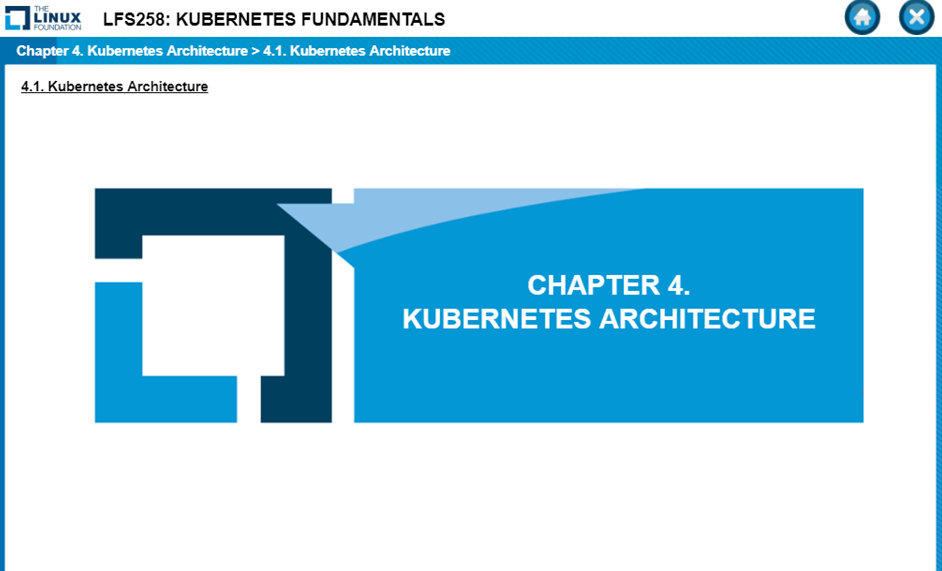 THE
LINUX
FOUNDATION
LFS258: KUBERNETES FUNDAMENTALS
Chapter 4. Kubernetes Architecture > 4.1. Kubernetes Architecture
4.1. Kubernetes Architecture
CHAPTER 4.
KUBERNETES ARCHITECTURE